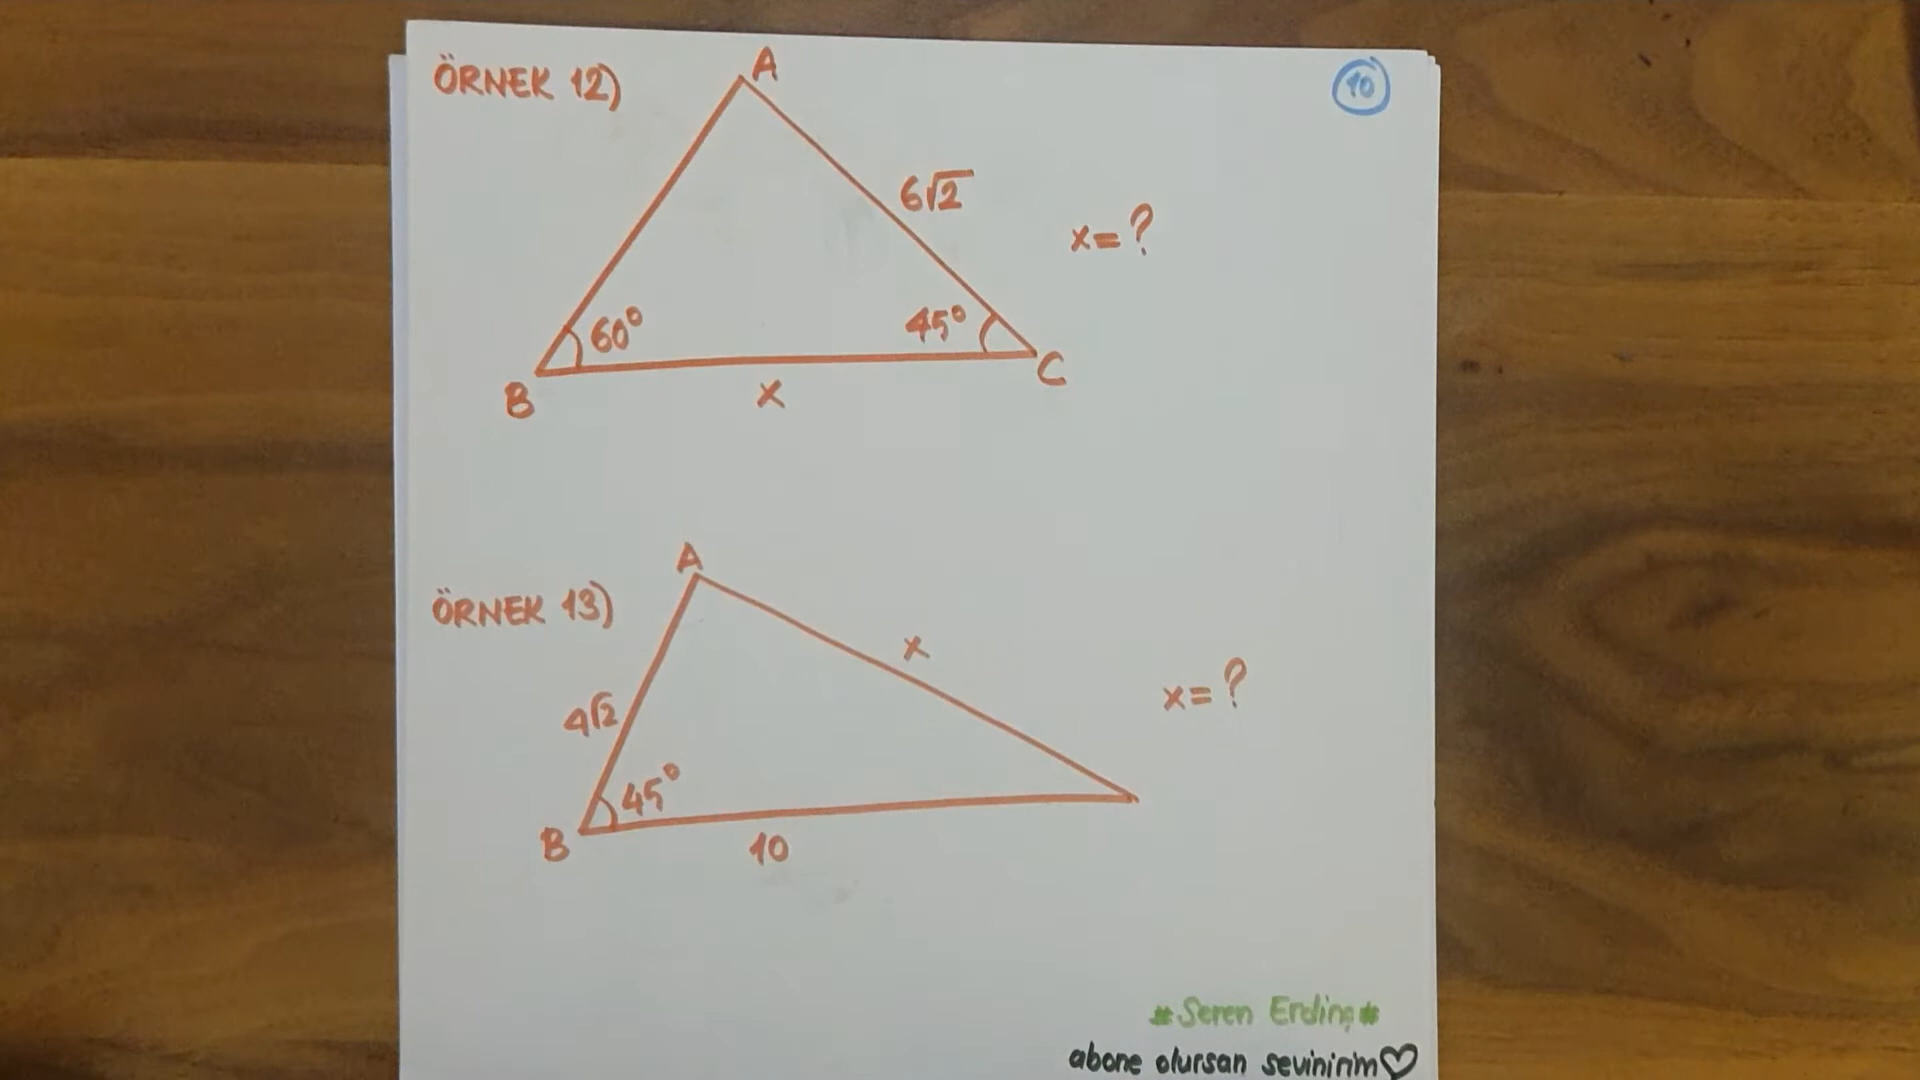 ÖRNEK 12)
A
10
6√2
x=?
60°
45°
B
C
x
A
ÖRNEK 13)
x
x=?
4√2
45°
B
10
*Seren Erdinç*
abone olursan sevinirim♡